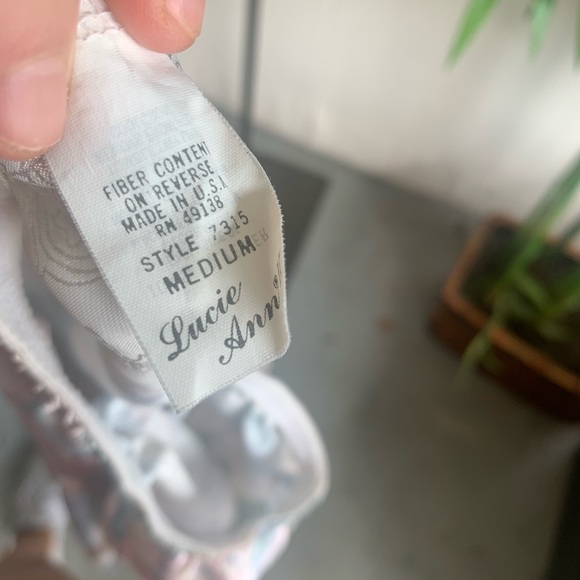 FIBER CONTENT
ON REVERSE
MADE IN U.S.A
RN 49138
STYLE 7315
MEDIUM
Lucie
Ann®